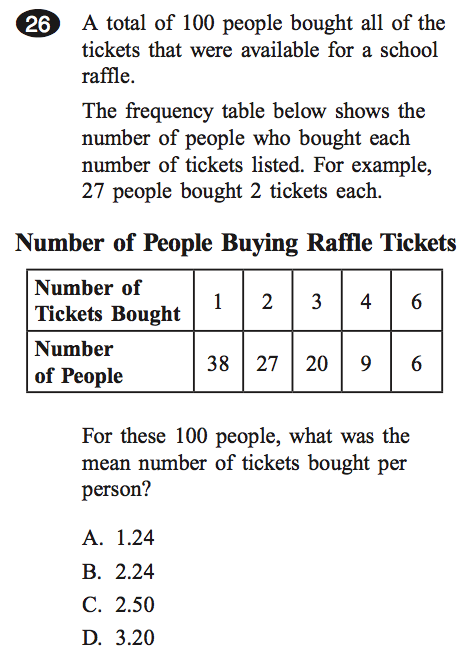 26 A total of 100 people bought all of the
tickets that were available for a school
raffle.
The frequency table below shows the
number of people who bought each
number of tickets listed. For example,
27 people bought 2 tickets each.
Number of People Buying Raffle Tickets
Number of
Tickets Bought 1 2 3 4 6
Number
of People 38 27 20 9 6
For these 100 people, what was the
mean number of tickets bought per
person?
A. 1.24
B. 2.24
C. 2.50
D. 3.20